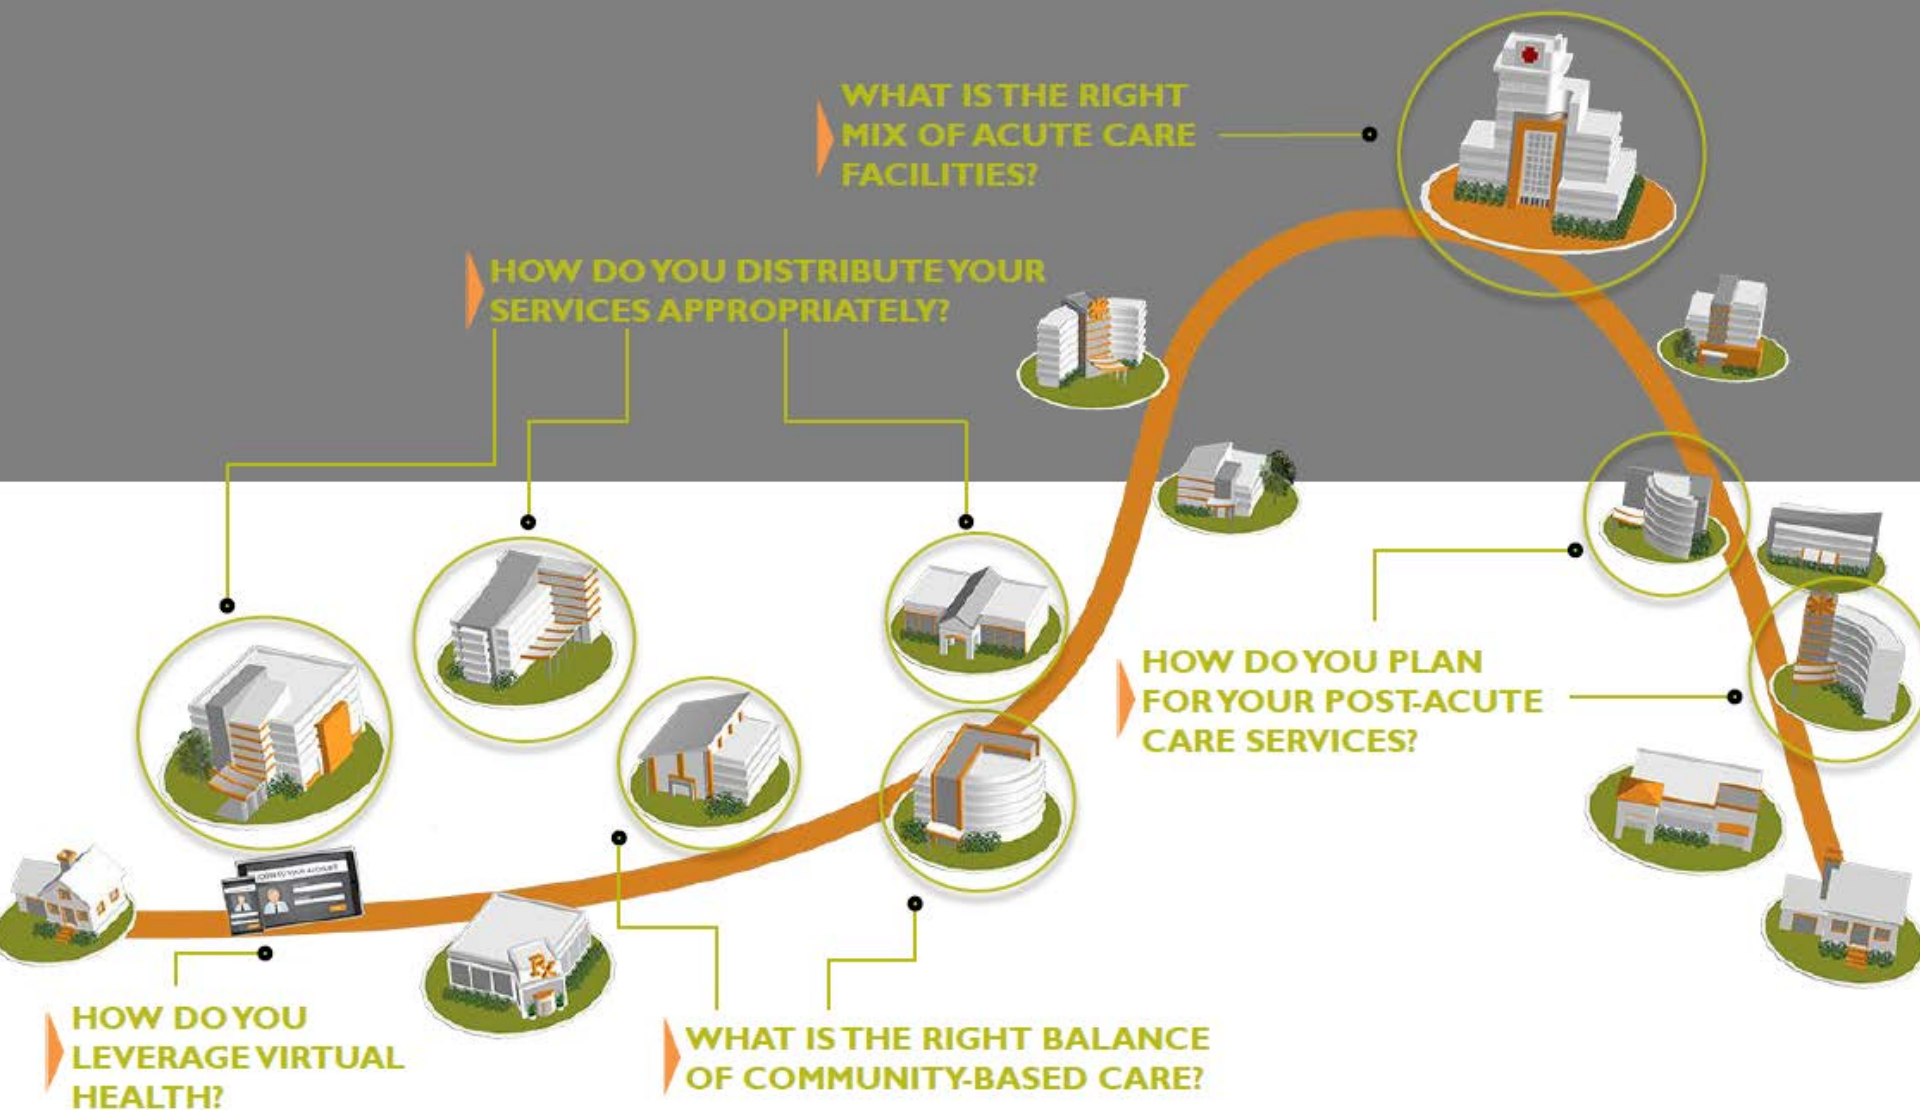 WHAT IS THE RIGHT
MIX OF ACUTE CARE
FACILITIES?
HOW DO YOU DISTRIBUTE YOUR
SERVICES APPROPRIATELY?
HOW DO YOU PLAN
FOR YOUR POST-ACUTE
CARE SERVICES?
Rx
HOW DO YOU
LEVERAGE VIRTUAL
HEALTH?
WHAT IS THE RIGHT BALANCE
OF COMMUNITY-BASED CARE?